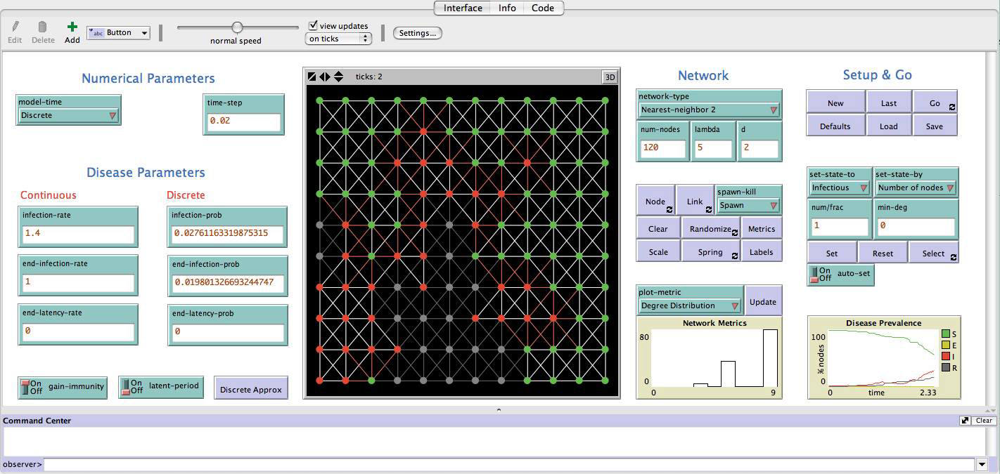 Interface Info Code
Edit Delete Add abc Button normal speed view updates on ticks Settings...
ticks: 2 3D
Numerical Parameters
model-time
Discrete
time-step
0.02
Disease Parameters
Continuous Discrete
infection-rate
1.4
infection-prob
0.02761163319875315
end-infection-rate
1
end-infection-prob
0.019801326693244747
end-latency-rate
0
end-latency-prob
0
On
Off gain-immunity
On
Off latent-period
Discrete Approx
Network
network-type
Nearest-neighbor 2
num-nodes lambda d
120 5 2
Node Link spawn-kill
Spawn
Clear Randomize Metrics
Scale Spring Labels
plot-metric
Degree Distribution
Update
Network Metrics
80
0
0 9
Setup & Go
New Last Go
Defaults Load Save
set-state-to set-state-by
Infectious Number of nodes
num/frac min-deg
1 0
Set Reset Select
On
Off auto-set
Disease Prevalence
100
% nodes
0
0 time 2.33
S
E
I
R
Command Center Clear
observer>